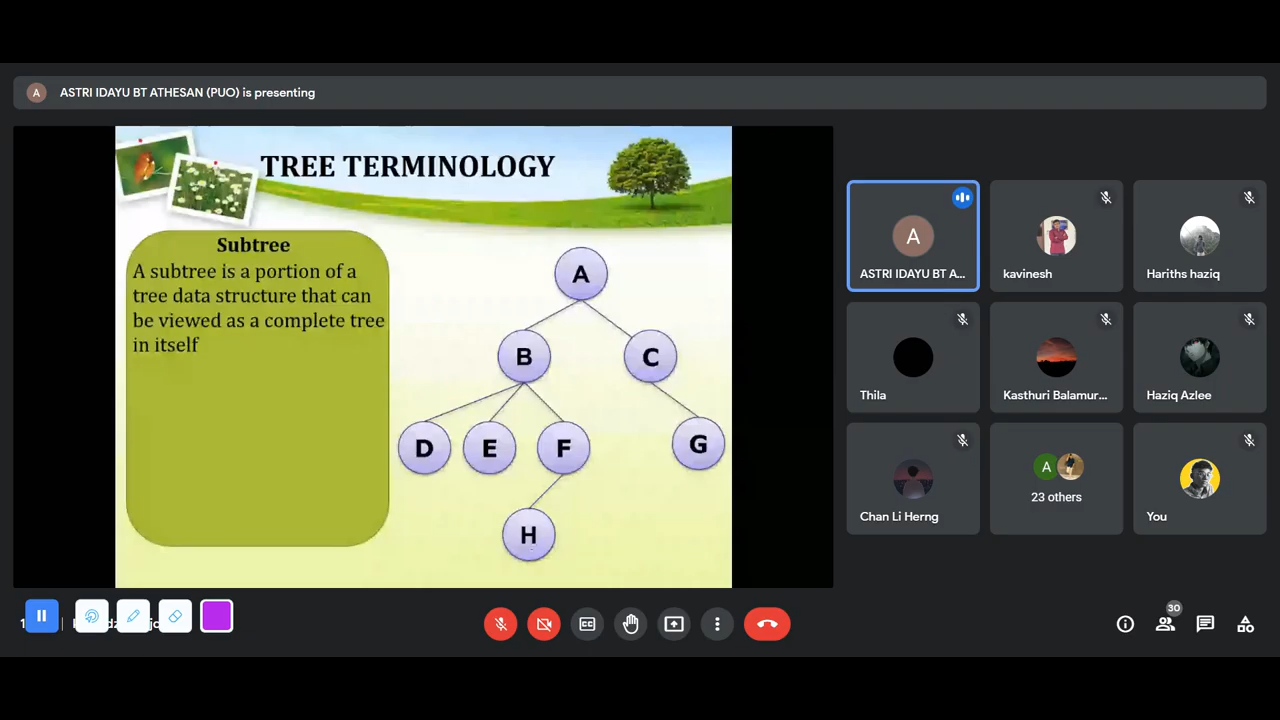 A
ASTRI IDAYU BT ATHESAN (PUO) is presenting
TREE TERMINOLOGY
Subtree
A subtree is a portion of a
tree data structure that can
be viewed as a complete tree
in itself
A
B
C
D
E
F
G
H
A
ASTRI IDAYU BT A...
kavinesh
Hariths haziq
Thila
Kasthuri Balamur...
Haziq Azlee
Chan Li Herng
A
23 others
You
CC
30